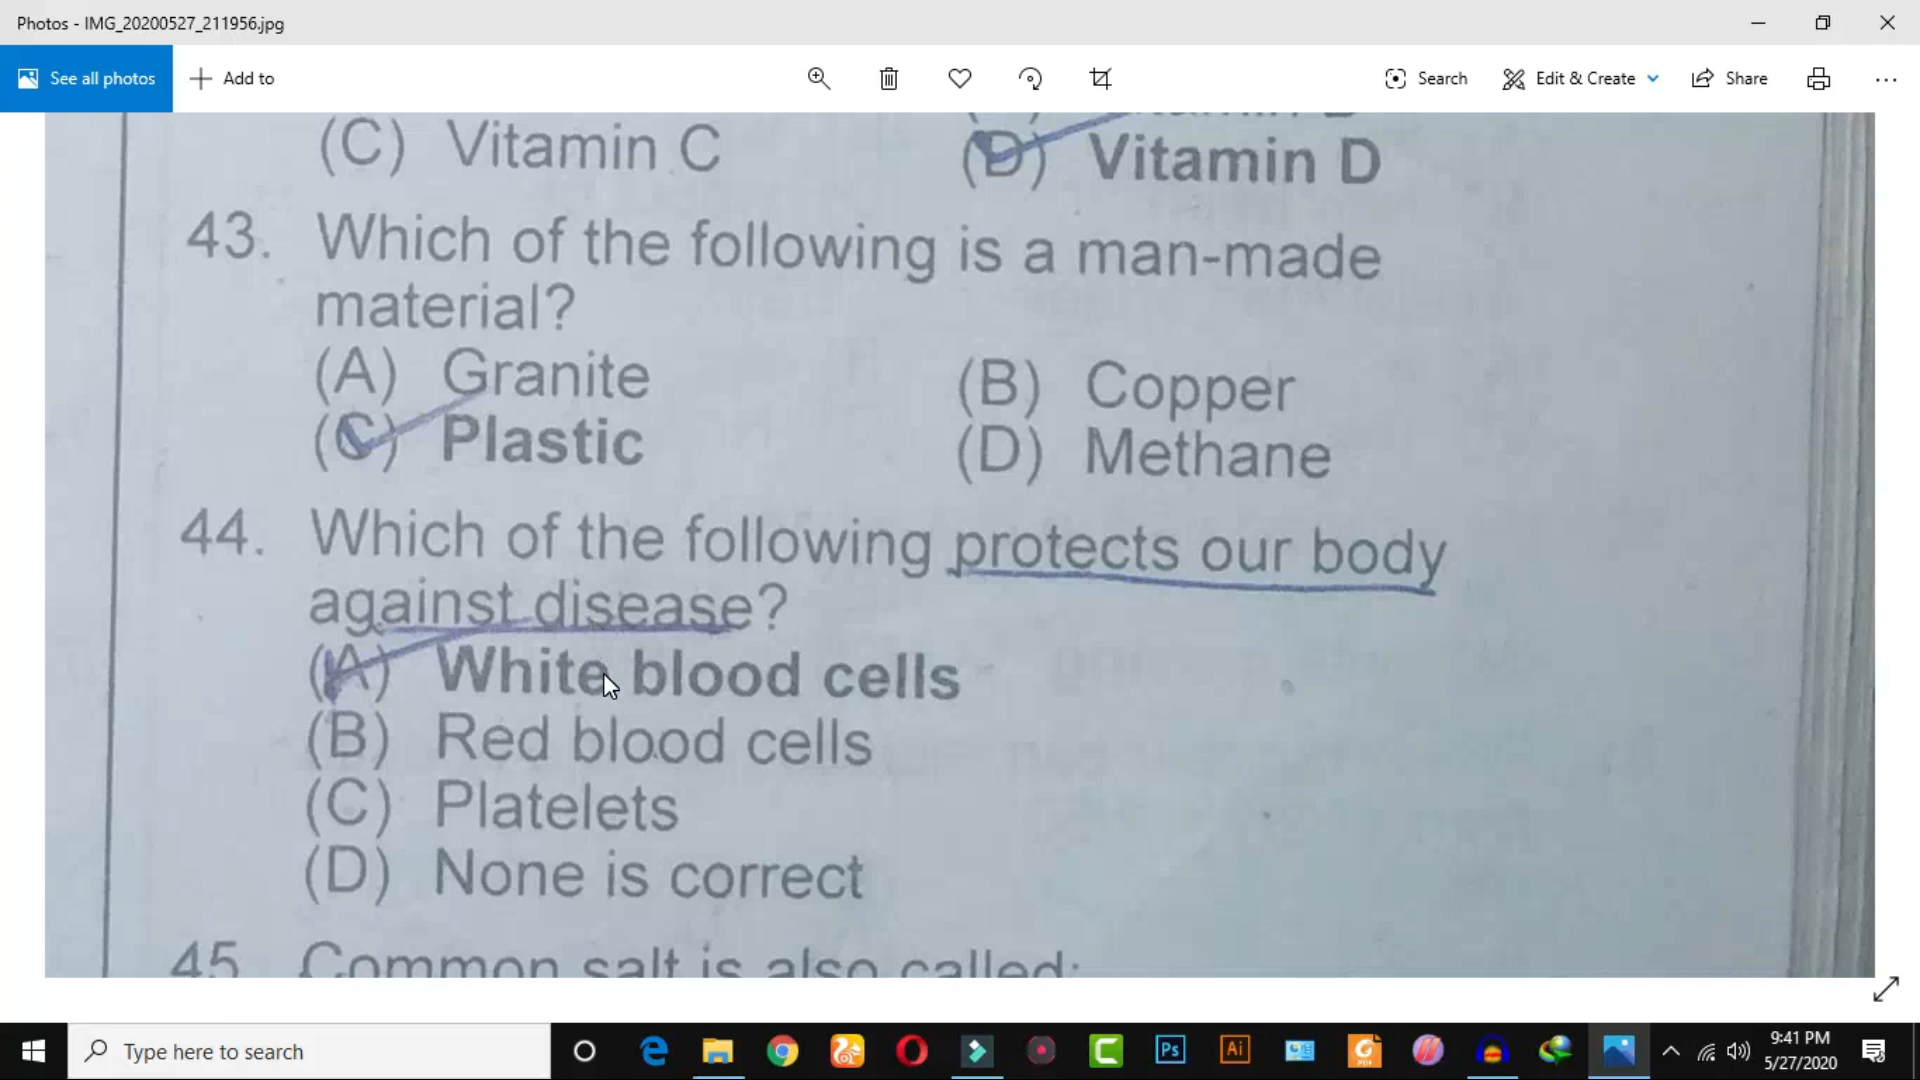 Photos - IMG_20200527_211956.jpg
See all photos
Add to
Search
Edit & Create
Share
(C) Vitamin C (D) Vitamin D
43. Which of the following is a man-made
material?
(A) Granite (B) Copper
(C) Plastic (D) Methane
44. Which of the following protects our body
against disease?
(A) White blood cells
(B) Red blood cells
(C) Platelets
(D) None is correct
45 Common salt is also called:
Type here to search
Ps
Ai
9:41 PM
5/27/2020